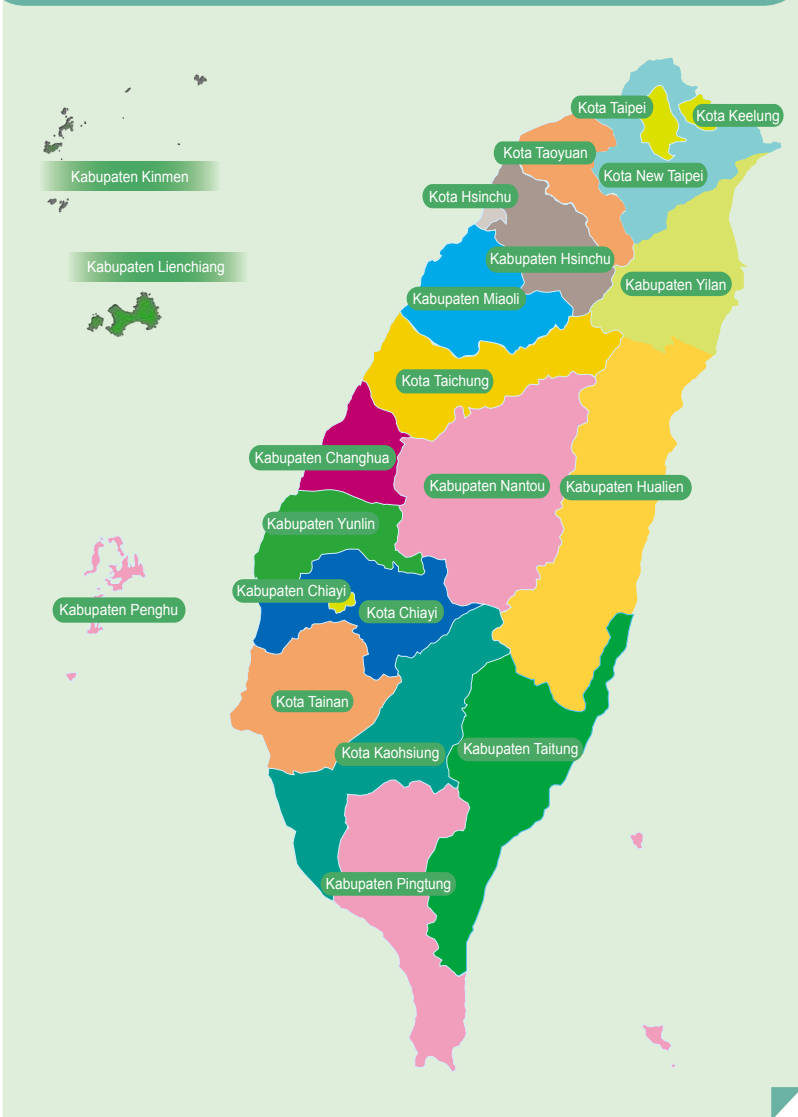 Kota Taipei
Kota Keelung
Kota Taoyuan
Kota New Taipei
Kabupaten Kinmen
Kota Hsinchu
Kabupaten Hsinchu
Kabupaten Lienchiang
Kabupaten Yilan
Kabupaten Miaoli
Kota Taichung
Kabupaten Changhua
Kabupaten Nantou
Kabupaten Hualien
Kabupaten Yunlin
Kabupaten Chiayi
Kabupaten Penghu
Kota Chiayi
Kota Tainan
Kota Kaohsiung
Kabupaten Taitung
Kabupaten Pingtung